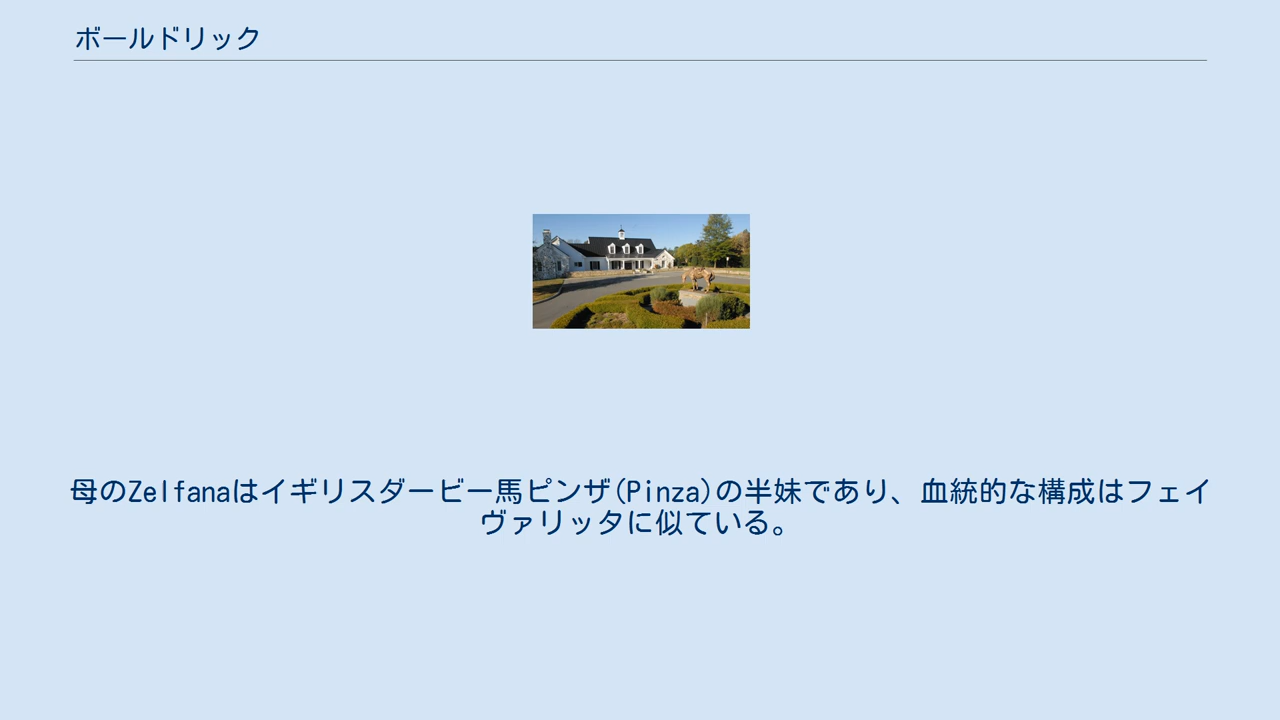 ボールドリック
母のZelfanaはイギリスダービー馬ピンザ(Pinza)の半妹であり、血統的な構成はフェイ
ヴァリッタに似ている。